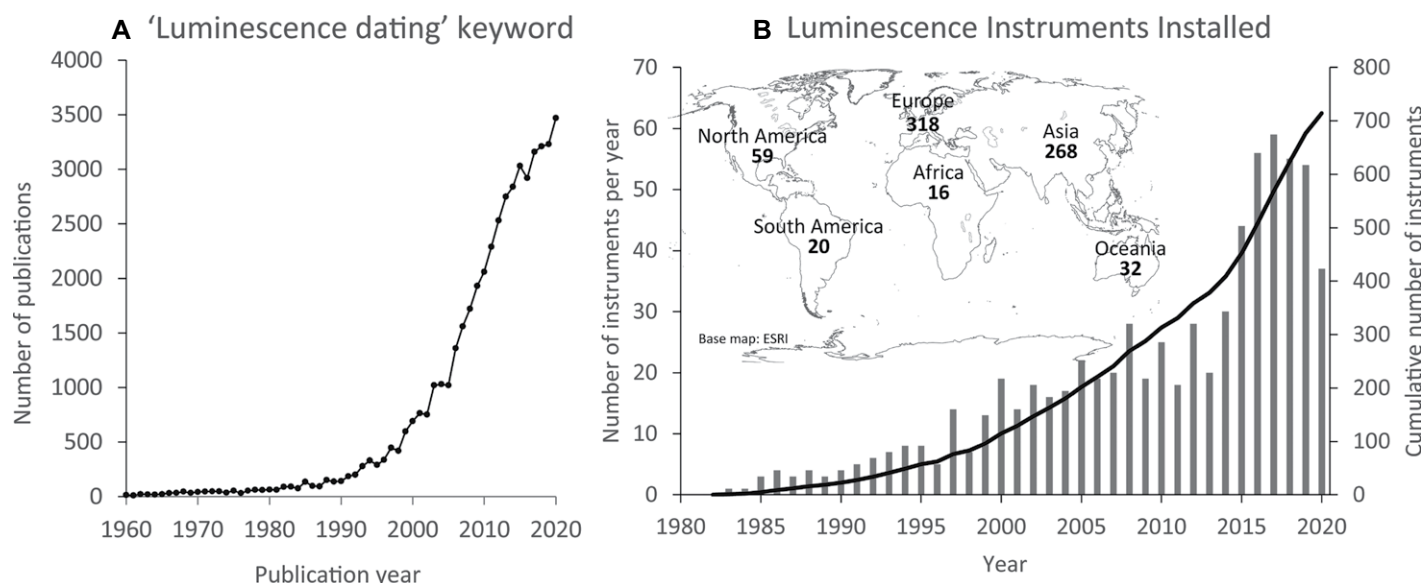 A 'Luminescence dating' keyword
4000
3500
3000
2500
2000
1500
1000
500
0
Number of publications
1960 1970 1980 1990 2000 2010 2020
Publication year
B Luminescence Instruments Installed
70
60
50
40
30
20
10
0
Number of instruments per year
Europe
318
North America
59
Asia
268
Africa
16
South America
20
Oceania
32
Base map: ESRI
800
700
600
500
400
300
200
100
0
Cumulative number of instruments
1980 1985 1990 1995 2000 2005 2010 2015 2020
Year